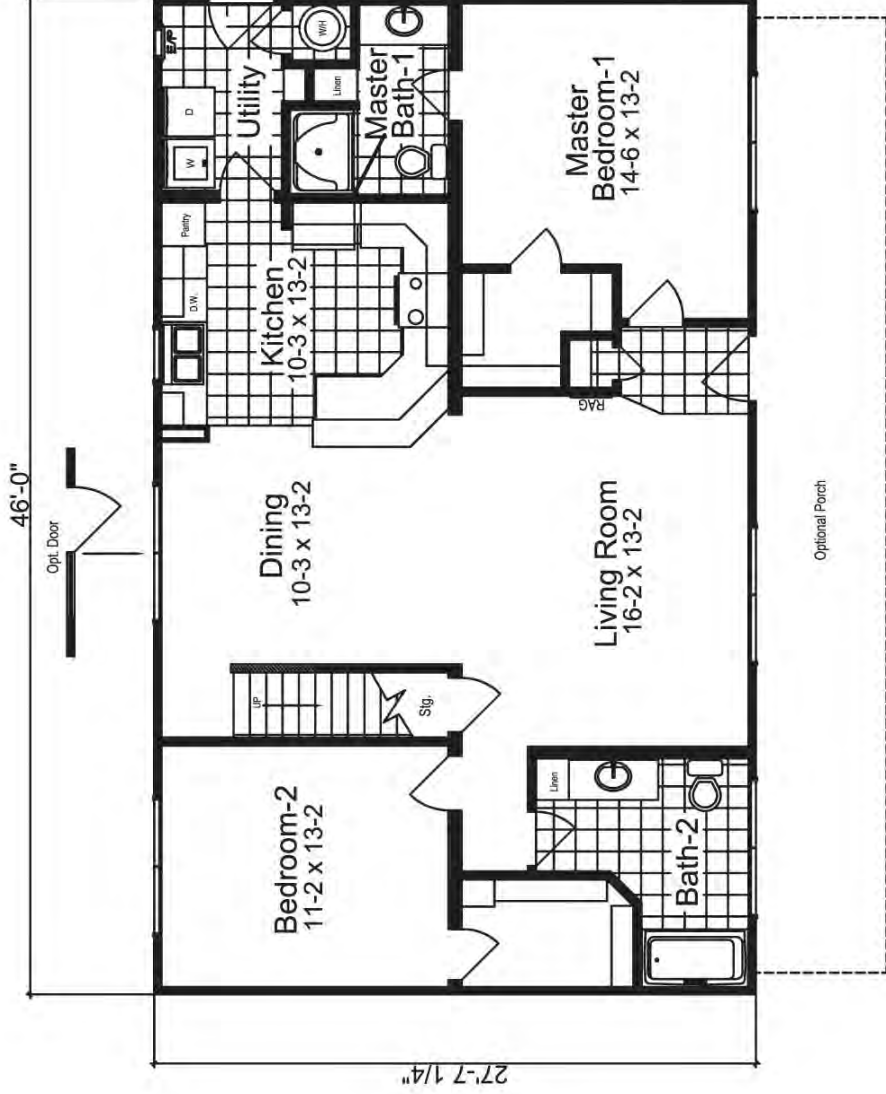 46'-0"
Opt. Door
E/P
W/H
D
W
Utility
Linen
Master
Bath-1
Master
Bedroom-1
14-6 x 13-2
Pantry
D.W.
Kitchen
10-3 x 13-2
RAG
Dining
10-3 x 13-2
Living Room
16-2 x 13-2
Optional Porch
UP
Stg.
Bedroom-2
11-2 x 13-2
Linen
Bath-2
27'-7 1/4"